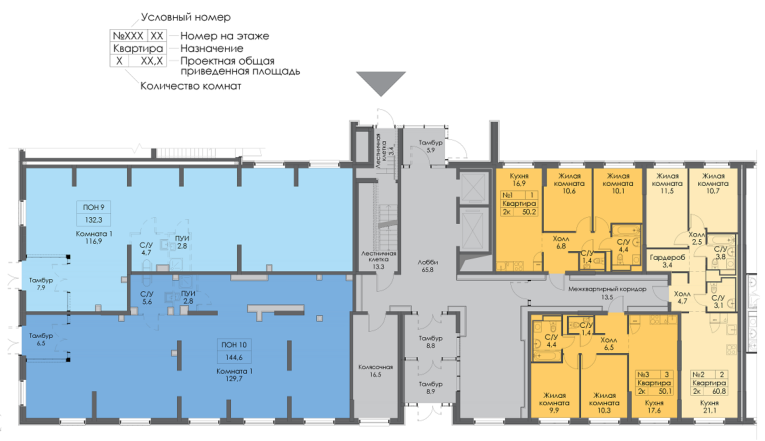 Условный номер
№XXX XX
Номер на этаже
Квартира
Назначение
X XX,X
Проектная общая
приведенная площадь
Количество комнат
Лестничная
клетка
3.4
Тамбур
5.9
ПОН 9
132.3
Комната 1
116,9
С/У
4.7
ПУИ
2.8
Тамбур
7.9
Лестничная
клетка
13.3
Лобби
65.8
Кухня
16.9
Жилая
комната
10.6
Жилая
комната
10,1
№1 1
Квартира
2к 50.2
Холл
6.8
С/У
1.4
С/У
4.4
Жилая
комната
11,5
Жилая
комната
10,7
Холл
2.5
С/У
3.8
Гардероб
3,4
Холл
4.7
С/У
3,1
Межквартирный коридор
13.5
С/У
5.6
ПУИ
2.8
Тамбур
6.5
ПОН 10
144.6
Комната 1
129,7
Колясочная
16.5
Тамбур
8.8
Тамбур
8,9
С/У
4.4
С/У
1.4
Холл
6.5
Жилая
комната
9.9
Жилая
комната
10.3
№3 3
Квартира
2к 50,1
Кухня
17.6
№2 2
Квартира
2к 60,8
Кухня
21,1